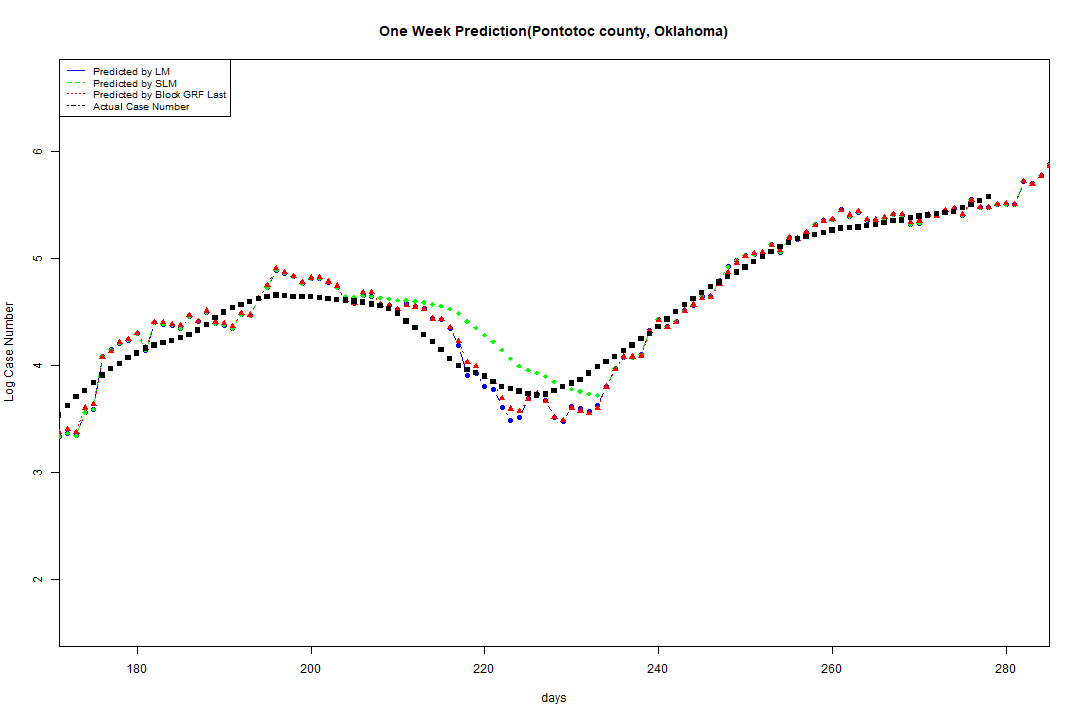 One Week Prediction(Pontotoc county, Oklahoma)
Predicted by LM
Predicted by SLM
Predicted by Block GRF Last
Actual Case Number
Log Case Number
6
5
4
3
2
180 200 220 240 260 280
days